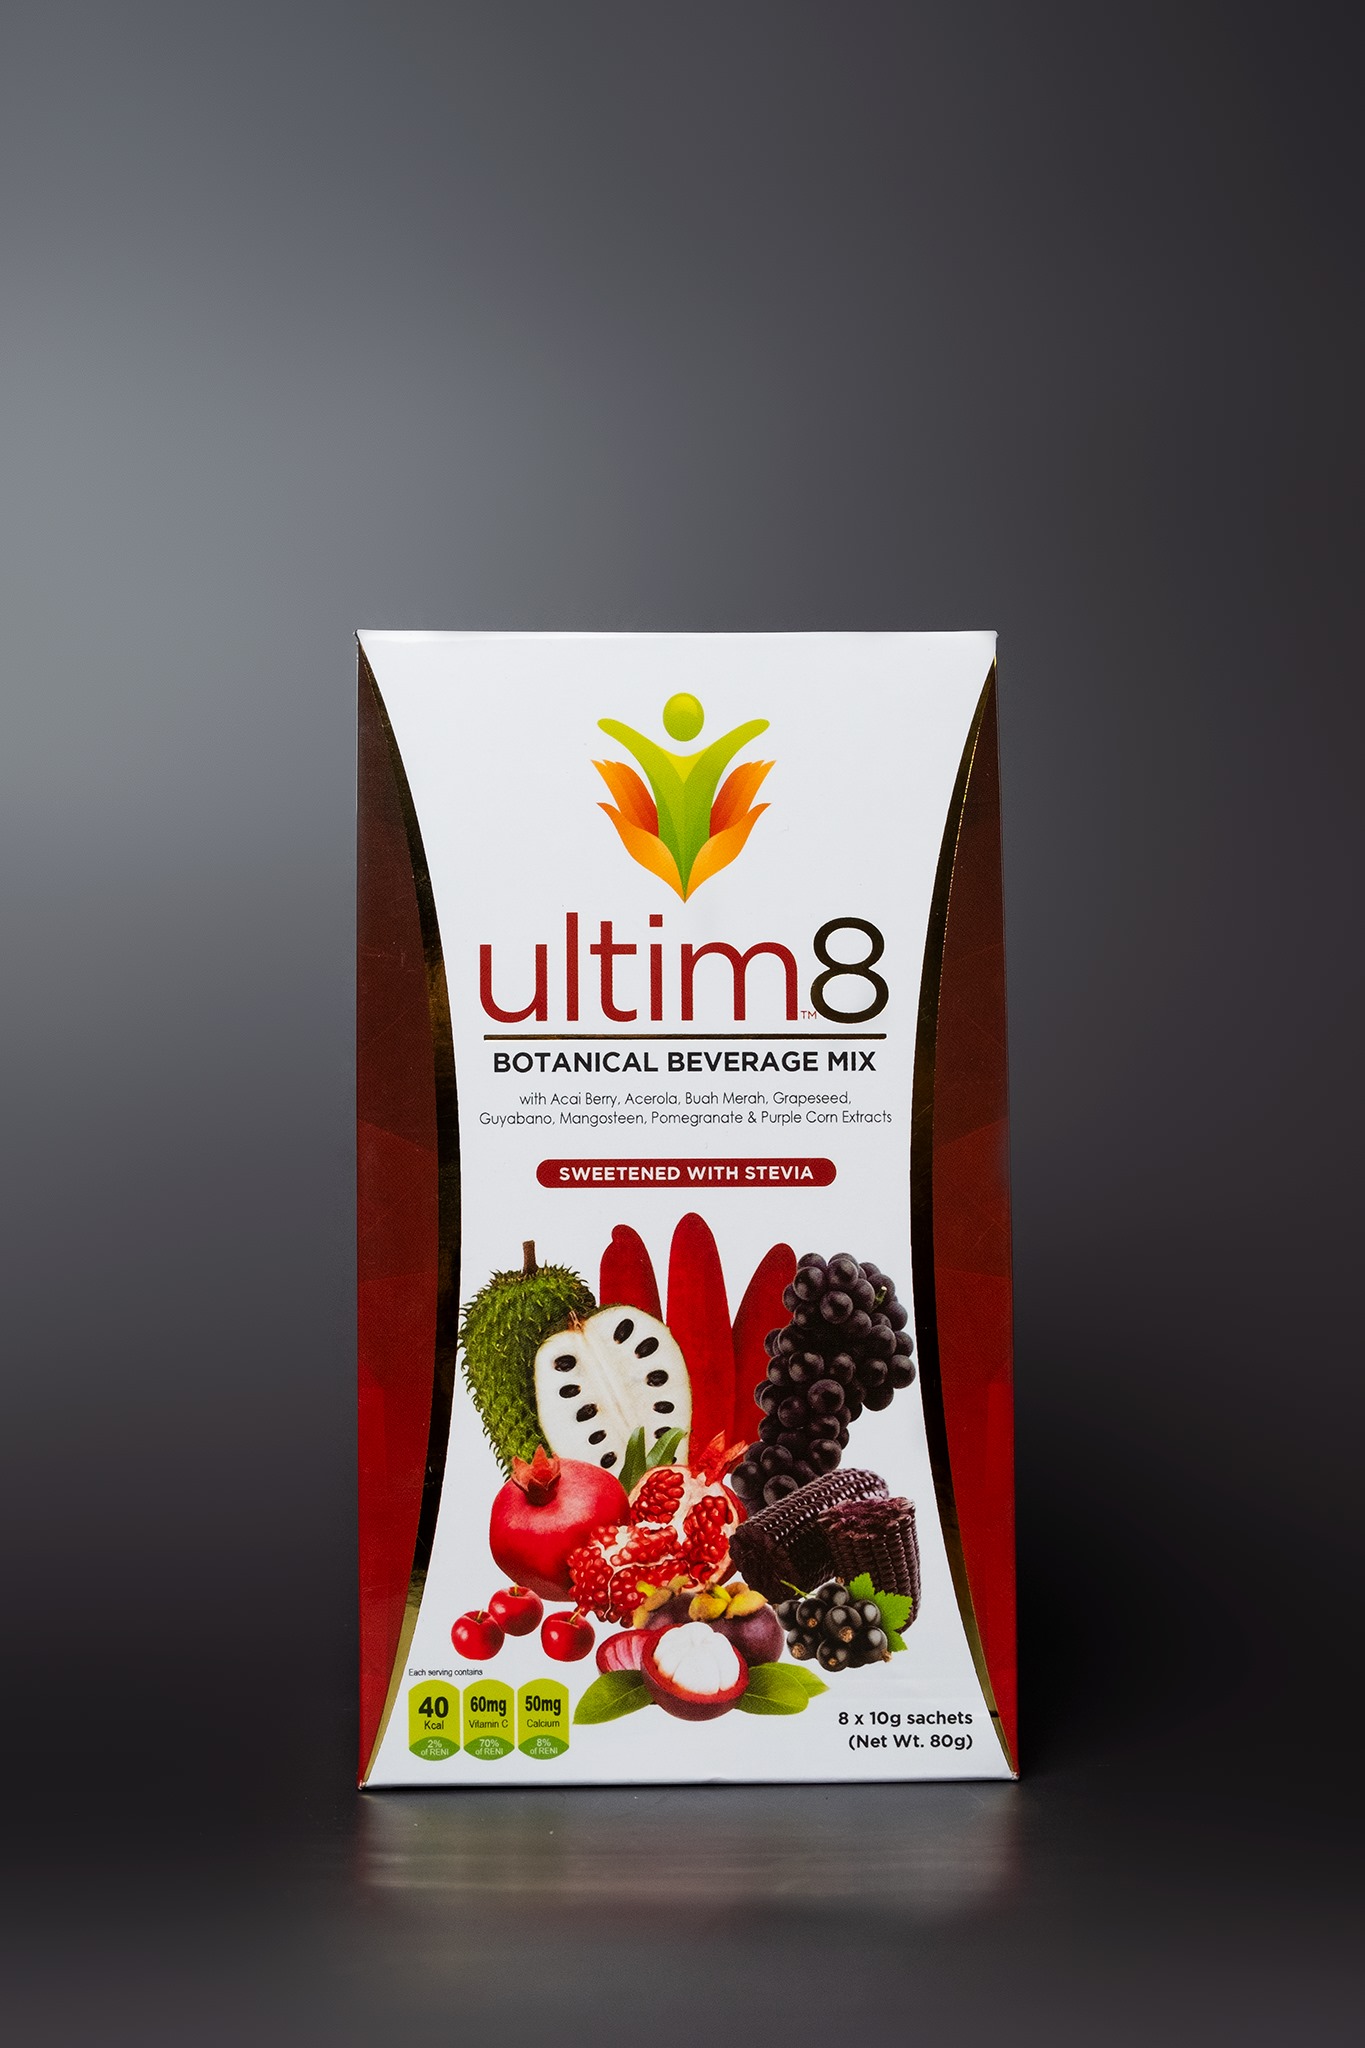 ultim8
TM
BOTANICAL BEVERAGE MIX
with Acai Berry, Acerola, Buah Merah, Grapeseed,
Guyabano, Mangosteen, Pomegranate & Purple Corn Extracts
SWEETENED WITH STEVIA
Each serving contains
40 60mg 50mg
Kcal Vitamin C Calcium
2% 70% 8%
of RENI of RENI of RENI
8 x 10g sachets
(Net Wt. 80g)